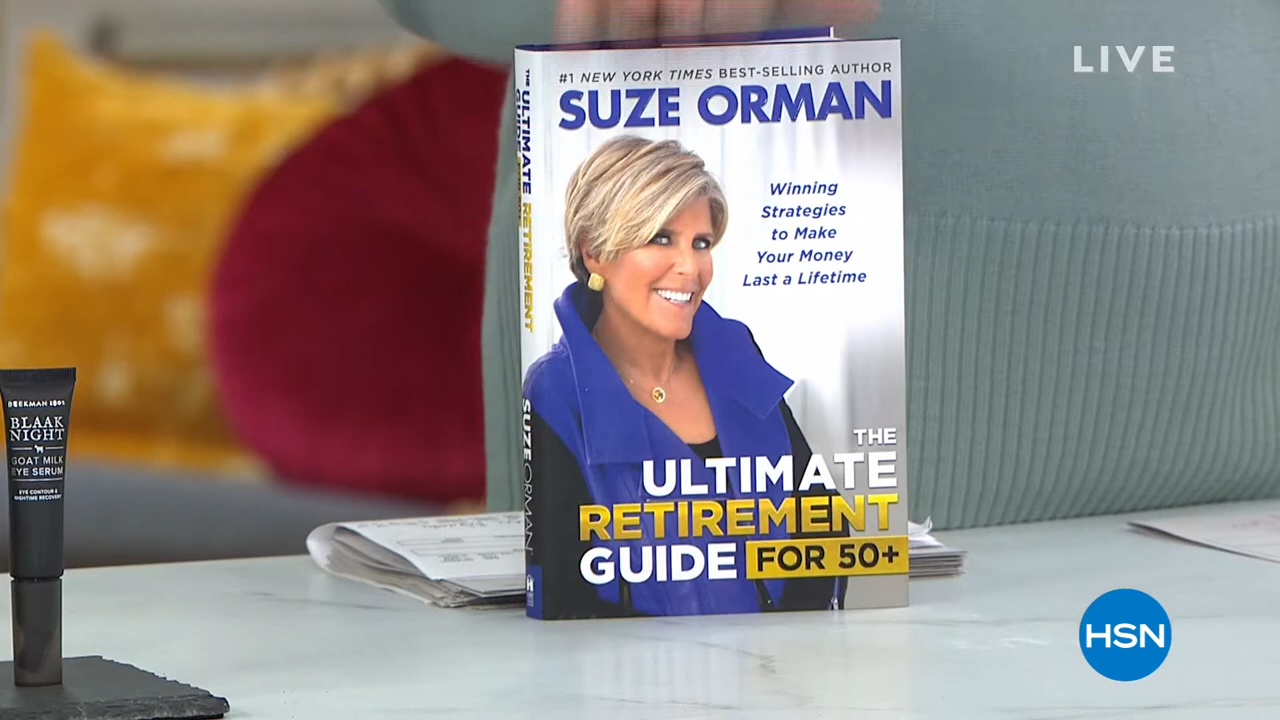 LIVE
#1 NEW YORK TIMES BEST-SELLING AUTHOR
SUZE ORMAN
Winning
Strategies
to Make
Your Money
Last a Lifetime
THE
ULTIMATE
RETIREMENT
GUIDE FOR 50+
THE ULTIMATE RETIREMENT
GUIDE
SUZE ORMAN
BEEKMAN 1802
BLAAK
NIGHT
GOAT MILK
EYE SERUM
EYE CONTOUR &
NIGHTTIME RECOVERY
HSN